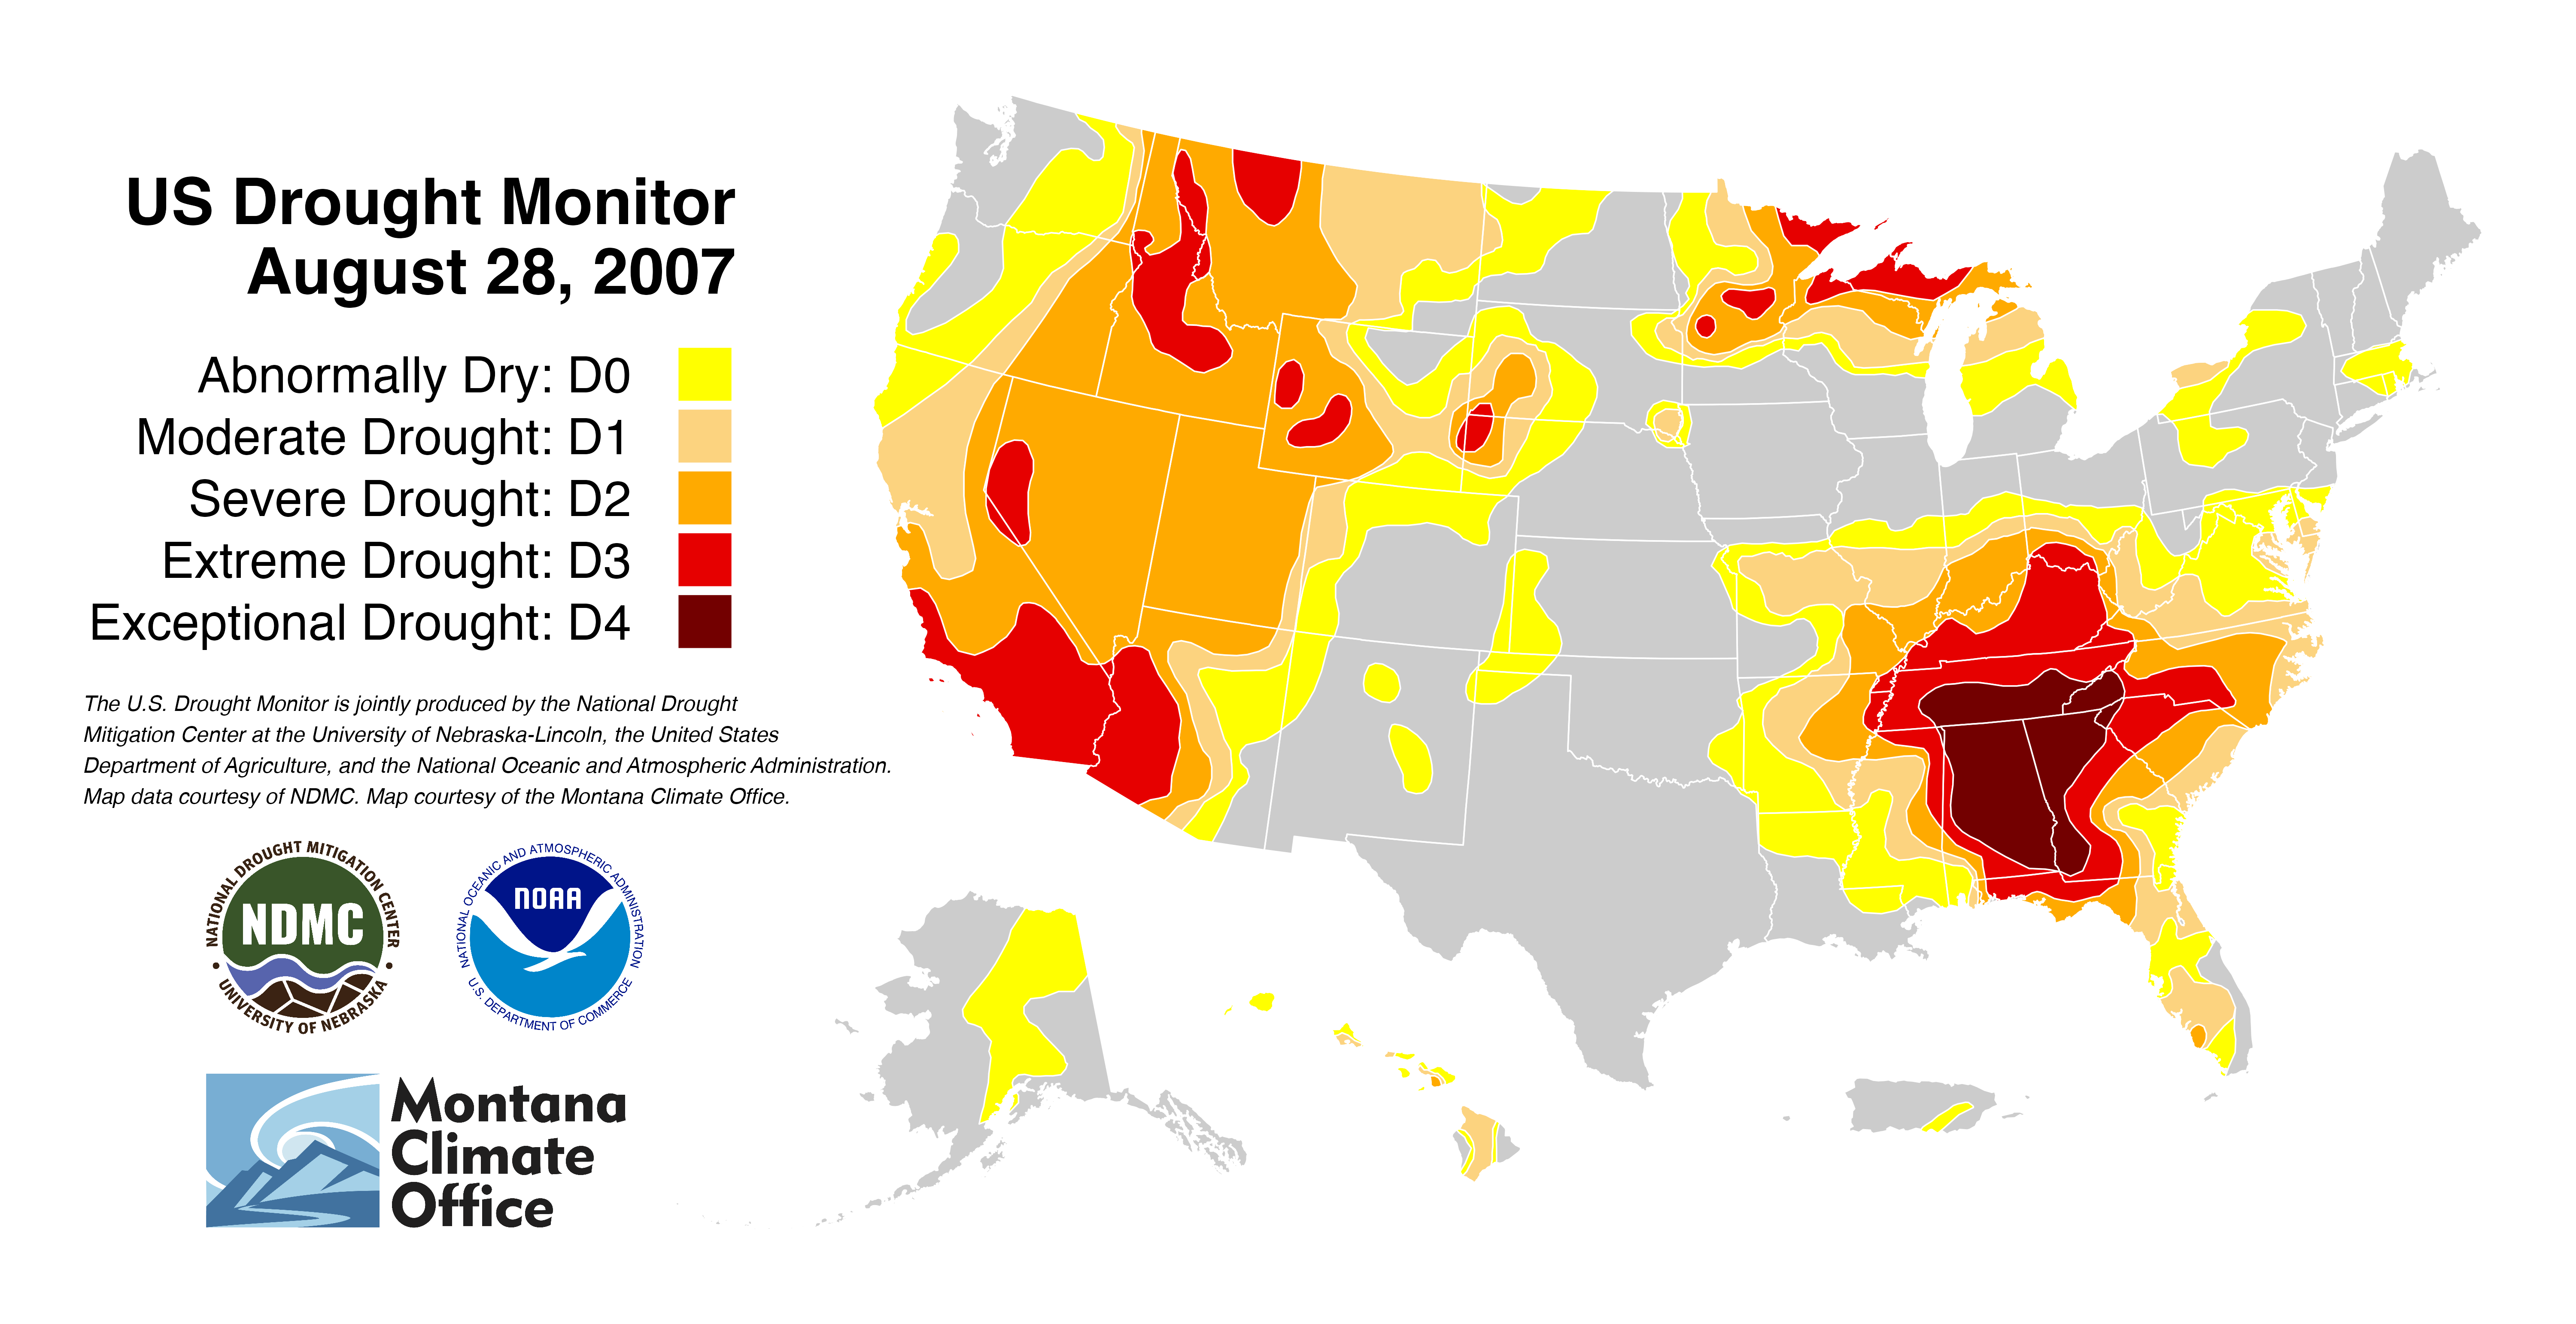 US Drought Monitor
August 28, 2007
Abnormally Dry: D0
Moderate Drought: D1
Severe Drought: D2
Extreme Drought: D3
Exceptional Drought: D4
The U.S. Drought Monitor is jointly produced by the National Drought
Mitigation Center at the University of Nebraska-Lincoln, the United States
Department of Agriculture, and the National Oceanic and Atmospheric Administration.
Map data courtesy of NDMC. Map courtesy of the Montana Climate Office.
NATIONAL DROUGHT MITIGATION CENTER
NDMC
• UNIVERSITY OF NEBRASKA •
NATIONAL OCEANIC AND ATMOSPHERIC ADMINISTRATION
NOAA
U.S. DEPARTMENT OF COMMERCE
Montana
Climate
Office